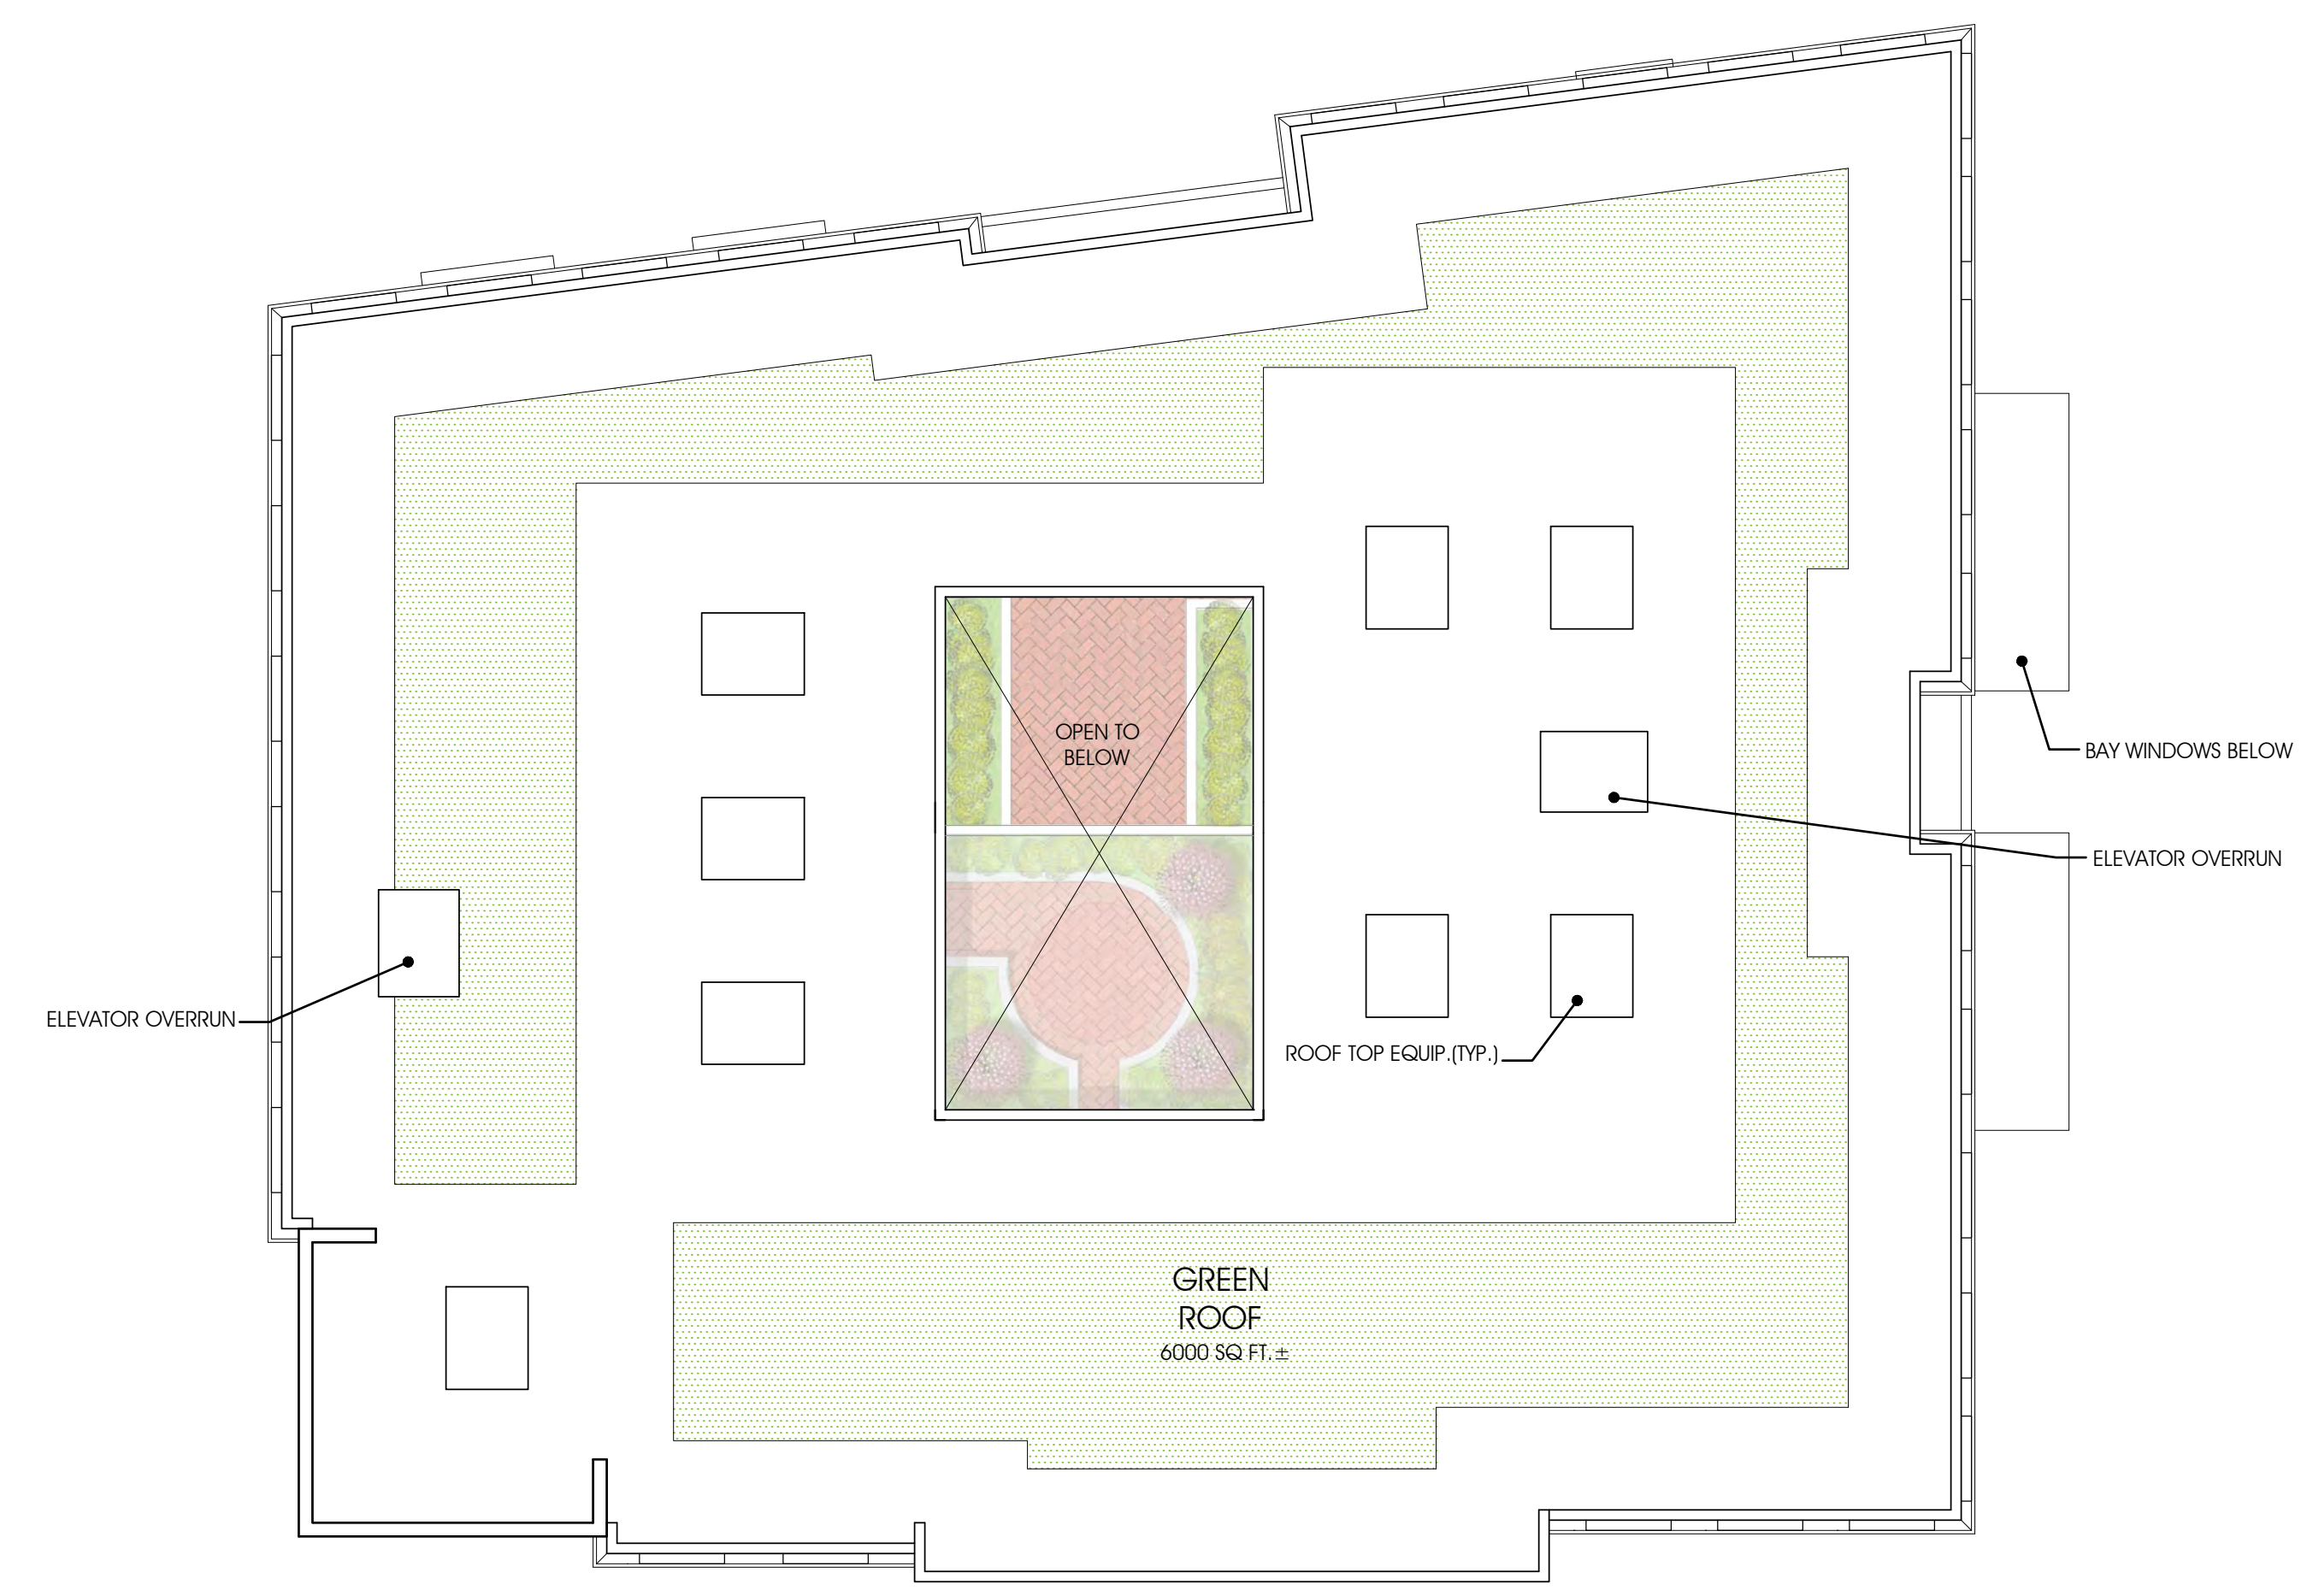 OPEN TO
BELOW
BAY WINDOWS BELOW
ELEVATOR OVERRUN
ELEVATOR OVERRUN
ROOF TOP EQUIP.(TYP.)
GREEN
ROOF
6000 SQ FT.±